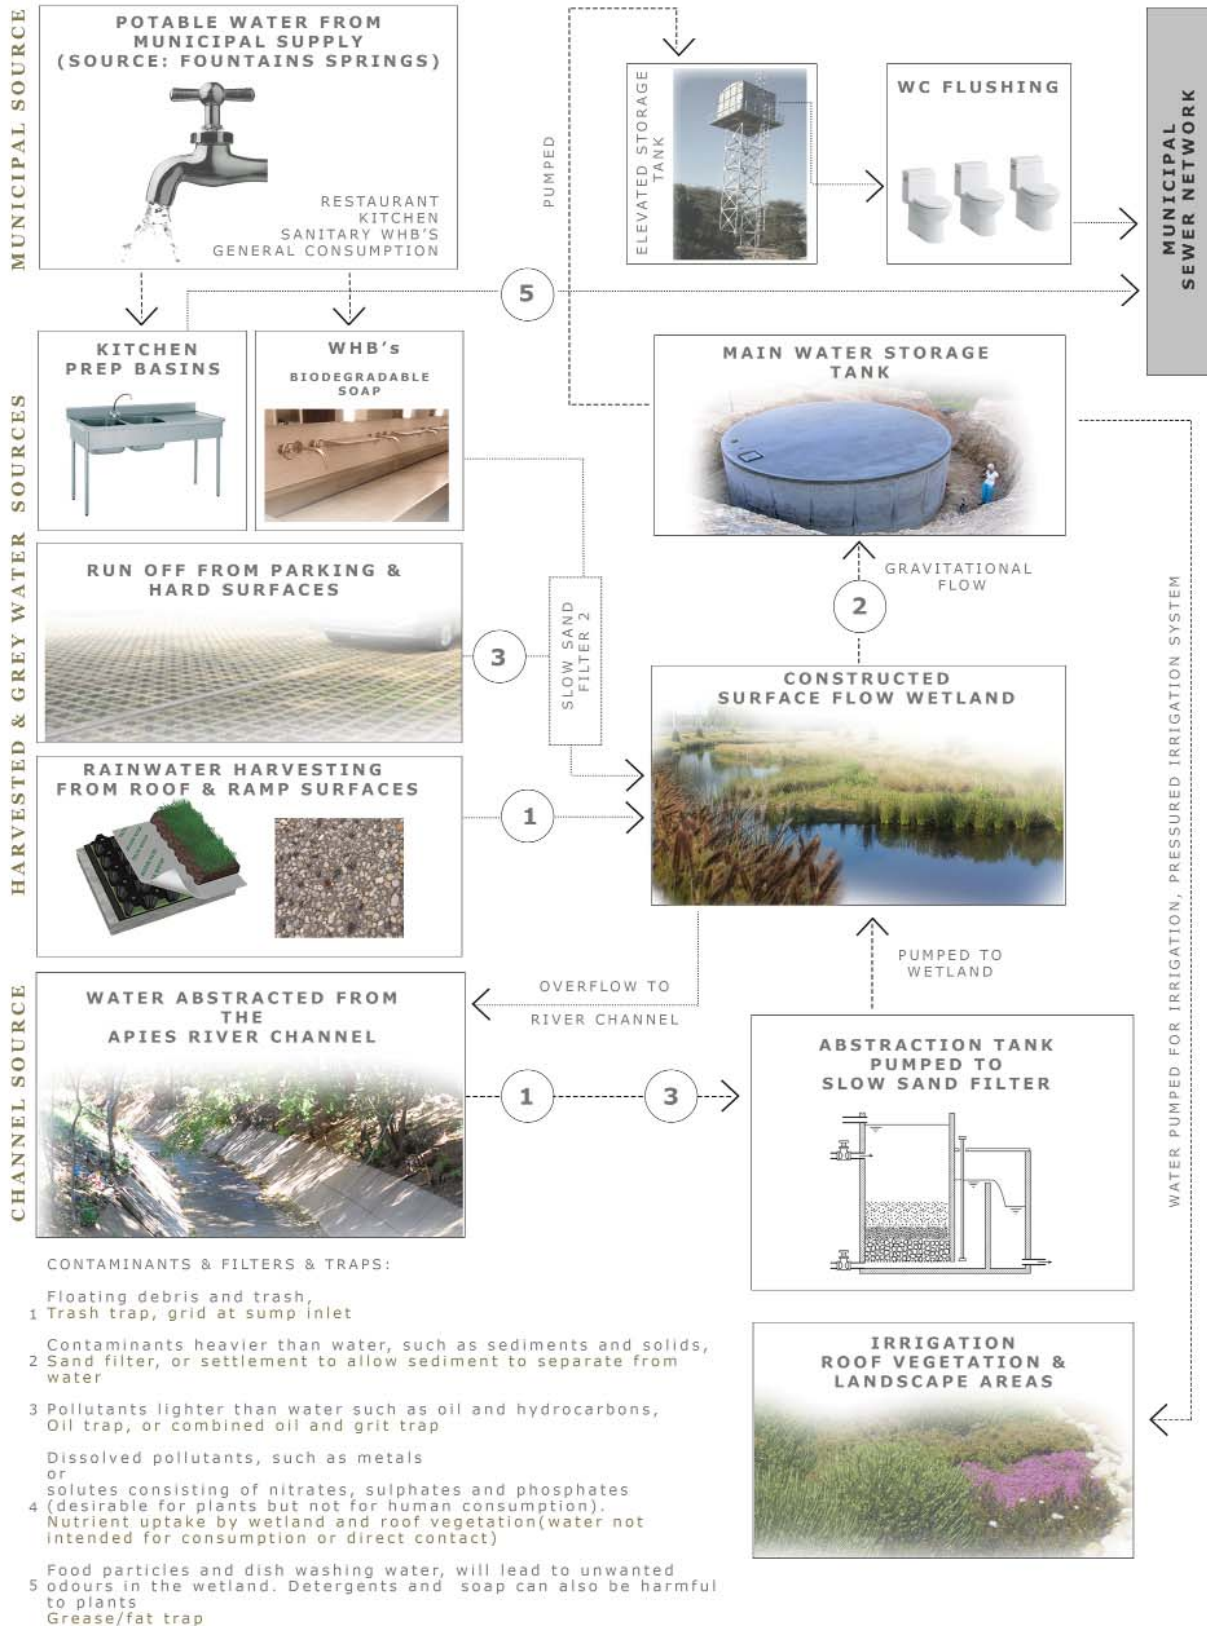 MUNICIPAL SOURCE
POTABLE WATER FROM
MUNICIPAL SUPPLY
(SOURCE: FOUNTAINS SPRINGS)
RESTAURANT
KITCHEN
SANITARY WHB'S
GENERAL CONSUMPTION
PUMPED
ELEVATED STORAGE
TANK
WC FLUSHING
MUNICIPAL
SEWER NETWORK
5
HARVESTED & GREY WATER SOURCES
KITCHEN
PREP BASINS
WHB's
BIODEGRADABLE
SOAP
MAIN WATER STORAGE
TANK
GRAVITATIONAL
FLOW
2
RUN OFF FROM PARKING &
HARD SURFACES
3
SLOW SAND
FILTER 2
CONSTRUCTED
SURFACE FLOW WETLAND
RAINWATER HARVESTING
FROM ROOF & RAMP SURFACES
1
WATER PUMPED FOR IRRIGATION, PRESSURED IRRIGATION SYSTEM
CHANNEL SOURCE
WATER ABSTRACTED FROM
THE
APIES RIVER CHANNEL
OVERFLOW TO
RIVER CHANNEL
PUMPED TO
WETLAND
1
3
ABSTRACTION TANK
PUMPED TO
SLOW SAND FILTER
IRRIGATION
ROOF VEGETATION &
LANDSCAPE AREAS
CONTAMINANTS & FILTERS & TRAPS:
Floating debris and trash,
1 Trash trap, grid at sump inlet
Contaminants heavier than water, such as sediments and solids,
2 Sand filter, or settlement to allow sediment to separate from
water
3 Pollutants lighter than water such as oil and hydrocarbons,
Oil trap, or combined oil and grit trap
Dissolved pollutants, such as metals
or
solutes consisting of nitrates, sulphates and phosphates
4 (desirable for plants but not for human consumption).
Nutrient uptake by wetland and roof vegetation(water not
intended for consumption or direct contact)
Food particles and dish washing water, will lead to unwanted
5 odours in the wetland. Detergents and soap can also be harmful
to plants
Grease/fat trap